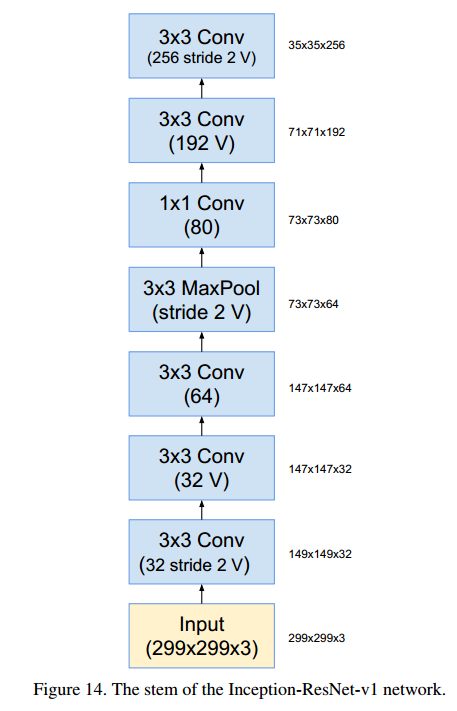 3x3 Conv
(256 stride 2 V)
35x35x256
3x3 Conv
(192 V)
71x71x192
1x1 Conv
(80)
73x73x80
3x3 MaxPool
(stride 2 V)
73x73x64
3x3 Conv
(64)
147x147x64
3x3 Conv
(32 V)
147x147x32
3x3 Conv
(32 stride 2 V)
149x149x32
Input
(299x299x3)
299x299x3
Figure 14. The stem of the Inception-ResNet-v1 network.